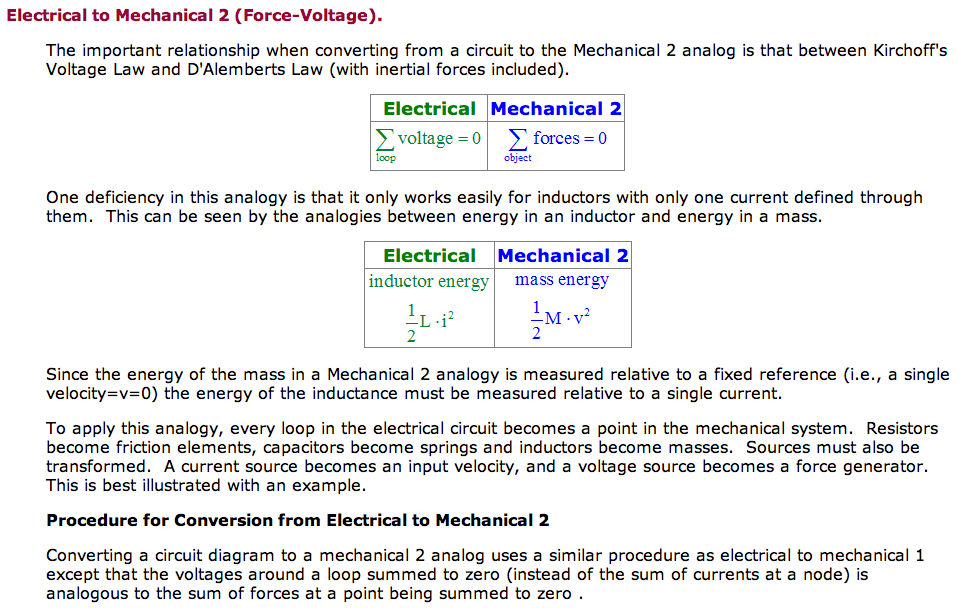 Electrical to Mechanical 2 (Force-Voltage).
The important relationship when converting from a circuit to the Mechanical 2 analog is that between Kirchoff's
Voltage Law and D'Alemberts Law (with inertial forces included).
Electrical Mechanical 2
∑ voltage = 0 ∑ forces = 0
loop object
One deficiency in this analogy is that it only works easily for inductors with only one current defined through
them. This can be seen by the analogies between energy in an inductor and energy in a mass.
Electrical Mechanical 2
inductor energy mass energy
1/2 L · i² 1/2 M · v²
Since the energy of the mass in a Mechanical 2 analogy is measured relative to a fixed reference (i.e., a single
velocity=v=0) the energy of the inductance must be measured relative to a single current.
To apply this analogy, every loop in the electrical circuit becomes a point in the mechanical system. Resistors
become friction elements, capacitors become springs and inductors become masses. Sources must also be
transformed. A current source becomes an input velocity, and a voltage source becomes a force generator.
This is best illustrated with an example.
Procedure for Conversion from Electrical to Mechanical 2
Converting a circuit diagram to a mechanical 2 analog uses a similar procedure as electrical to mechanical 1
except that the voltages around a loop summed to zero (instead of the sum of currents at a node) is
analogous to the sum of forces at a point being summed to zero .